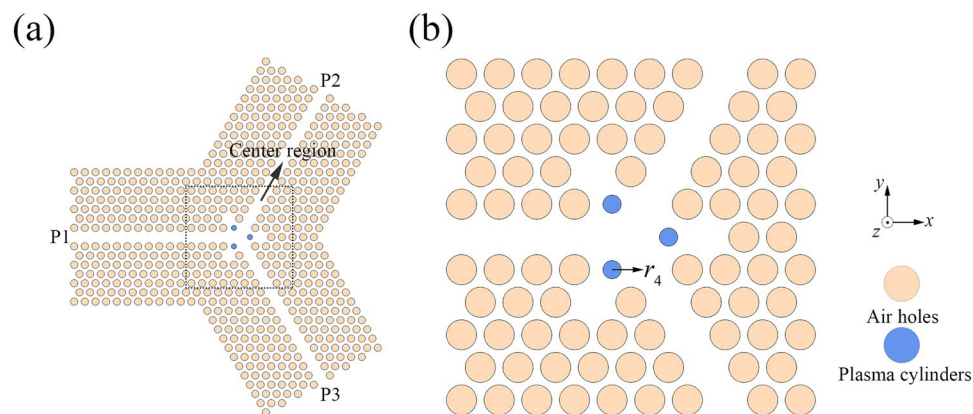 (a)
P2
Center region
P1
P3
(b)
r4
y
x
z
Air holes
Plasma cylinders